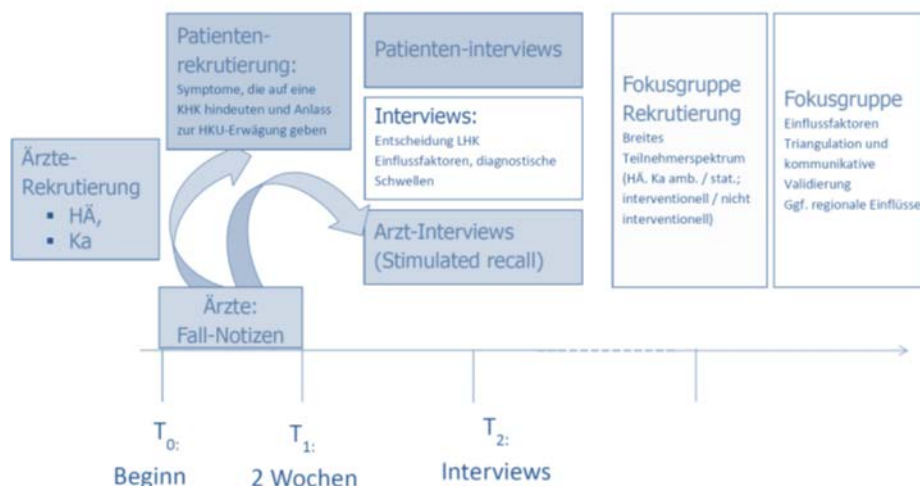 Patienten-
rekrutierung:
Symptome, die auf eine
KHK hindeuten und Anlass
zur HKU-Erwägung geben
Ärzte-
Rekrutierung
▪ HÄ,
▪ Ka
Ärzte:
Fall-Notizen
Patienten-interviews
Interviews:
Entscheidung LHK
Einflussfaktoren, diagnostische
Schwellen
Arzt-Interviews
(Stimulated recall)
Fokusgruppe
Rekrutierung
Breites
Teilnehmerspektrum
(HÄ. Ka amb. / stat.;
interventionell / nicht
interventionell)
Fokusgruppe
Einflussfaktoren
Triangulation und
kommunikative
Validierung
Ggf. regionale Einflüsse
T0:
Beginn
T1:
2 Wochen
T2:
Interviews